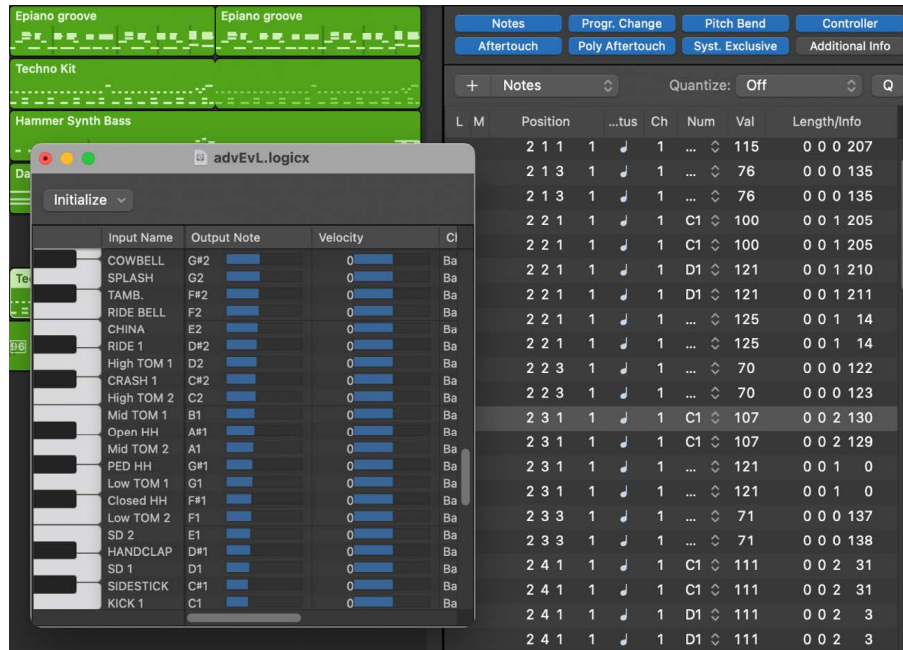 Epiano groove
Epiano groove
Techno Kit
Hammer Synth Bass
Da
Te
96
advEvL.logicx
Initialize
Input Name Output Note Velocity Cl
COWBELL G#2 0 Ba
SPLASH G2 0 Ba
TAMB. F#2 0 Ba
RIDE BELL F2 0 Ba
CHINA E2 0 Ba
RIDE 1 D#2 0 Ba
High TOM 1 D2 0 Ba
CRASH 1 C#2 0 Ba
High TOM 2 C2 0 Ba
Mid TOM 1 B1 0 Ba
Open HH A#1 0 Ba
Mid TOM 2 A1 0 Ba
PED HH G#1 0 Ba
Low TOM 1 G1 0 Ba
Closed HH F#1 0 Ba
Low TOM 2 F1 0 Ba
SD 2 E1 0 Ba
HANDCLAP D#1 0 Ba
SD 1 D1 0 Ba
SIDESTICK C#1 0 Ba
KICK 1 C1 0 Ba
Notes Progr. Change Pitch Bend Controller
Aftertouch Poly Aftertouch Syst. Exclusive Additional Info
+ Notes Quantize: Off Q
L M Position ...tus Ch Num Val Length/Info
2 1 1 1 1 ... 115 0 0 0 207
2 1 3 1 1 ... 76 0 0 0 135
2 1 3 1 1 ... 76 0 0 0 135
2 2 1 1 1 C1 100 0 0 1 205
2 2 1 1 1 C1 100 0 0 1 205
2 2 1 1 1 D1 121 0 0 1 210
2 2 1 1 1 D1 121 0 0 1 211
2 2 1 1 1 ... 125 0 0 1 14
2 2 1 1 1 ... 125 0 0 1 14
2 2 3 1 1 ... 70 0 0 0 122
2 2 3 1 1 ... 70 0 0 0 123
2 3 1 1 1 C1 107 0 0 2 130
2 3 1 1 1 C1 107 0 0 2 129
2 3 1 1 1 ... 121 0 0 1 0
2 3 1 1 1 ... 121 0 0 1 0
2 3 3 1 1 ... 71 0 0 0 137
2 3 3 1 1 ... 71 0 0 0 138
2 4 1 1 1 C1 111 0 0 2 31
2 4 1 1 1 C1 111 0 0 2 31
2 4 1 1 1 D1 111 0 0 2 3
2 4 1 1 1 D1 111 0 0 2 3